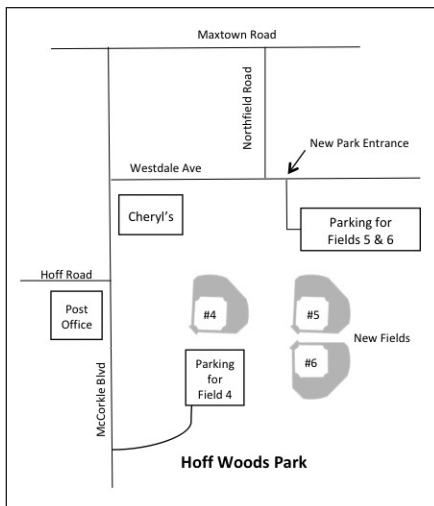 Maxtown Road
Northfield Road
New Park Entrance
Westdale Ave
Cheryl's
Parking for
Fields 5 & 6
Hoff Road
Post
Office
#4
#5
New Fields
#6
Parking
for
Field 4
McCorkle Blvd
Hoff Woods Park